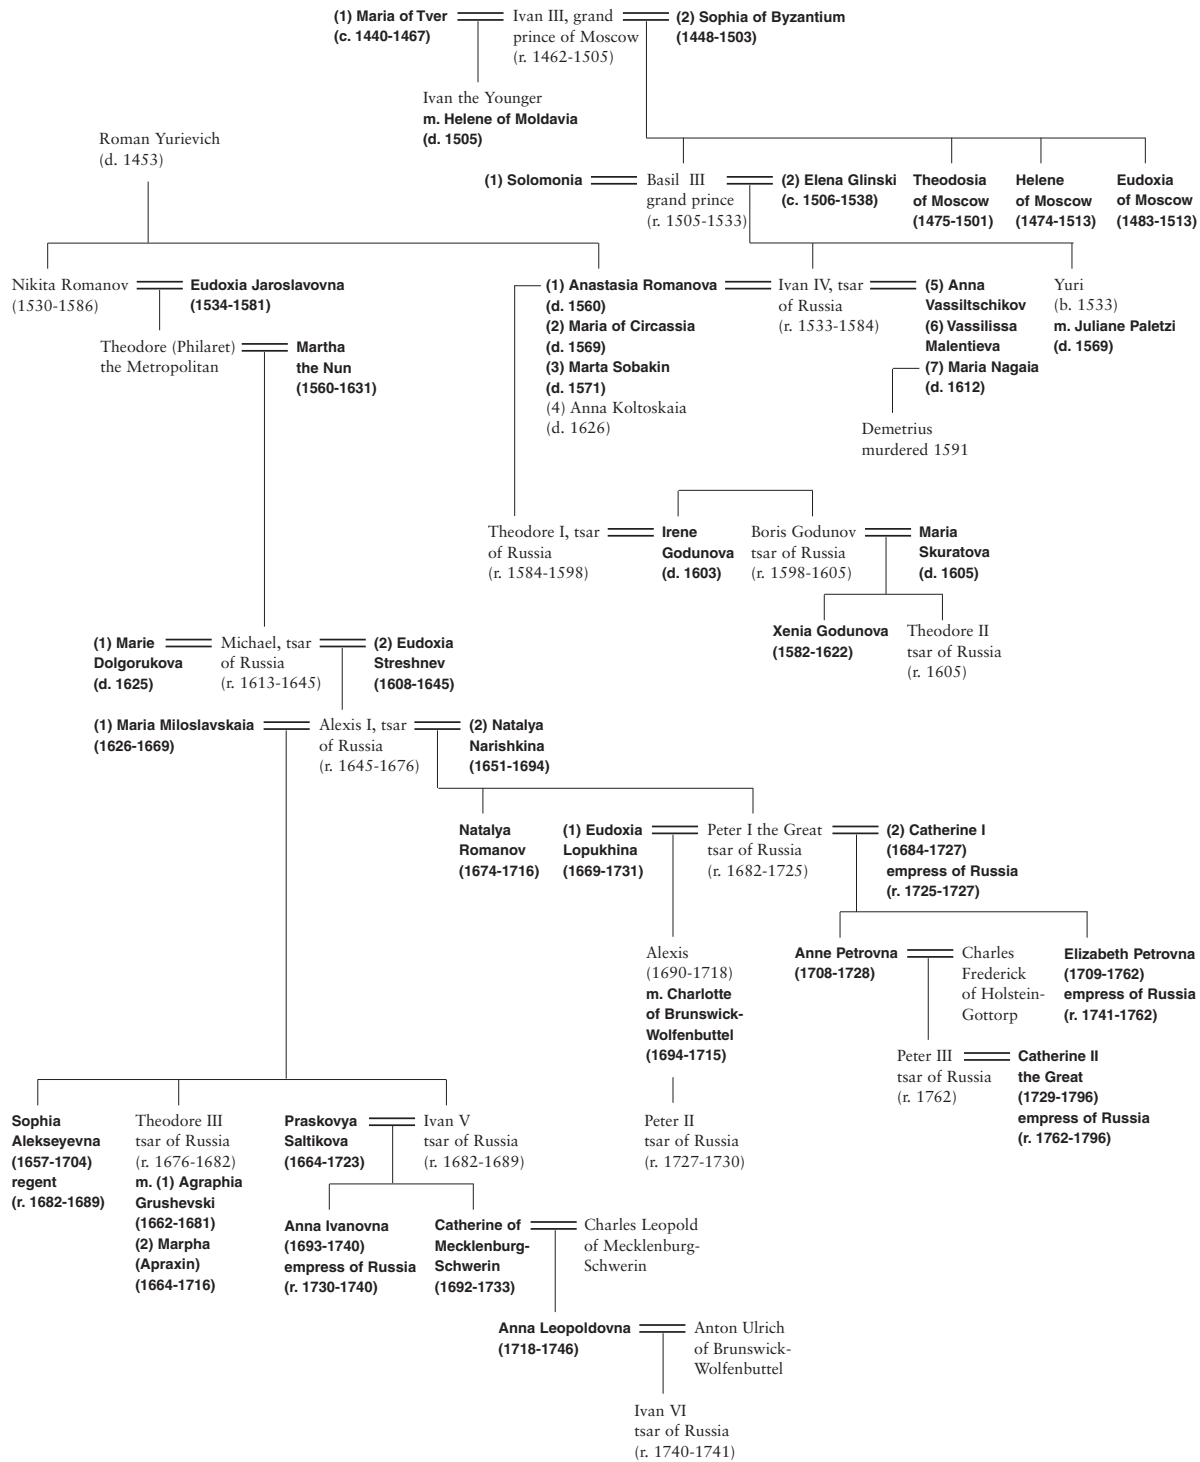 (1) Maria of Tver
(c. 1440-1467)
Ivan III, grand
prince of Moscow
(r. 1462-1505)
(2) Sophia of Byzantium
(1448-1503)
Ivan the Younger
m. Helene of Moldavia
(d. 1505)
Roman Yurievich
(d. 1453)
(1) Solomonia
Basil III
grand prince
(r. 1505-1533)
(2) Elena Glinski
(c. 1506-1538)
Theodosia
of Moscow
(1475-1501)
Helene
of Moscow
(1474-1513)
Eudoxia
of Moscow
(1483-1513)
Nikita Romanov
(1530-1586)
Eudoxia Jaroslavovna
(1534-1581)
(1) Anastasia Romanova
(d. 1560)
(2) Maria of Circassia
(d. 1569)
(3) Marta Sobakin
(d. 1571)
(4) Anna Koltoskaia
(d. 1626)
Ivan IV, tsar
of Russia
(r. 1533-1584)
(5) Anna
Vassiltschikov
(6) Vassilissa
Malentieva
(7) Maria Nagaia
(d. 1612)
Yuri
(b. 1533)
m. Juliane Paletzi
(d. 1569)
Theodore (Philaret)
the Metropolitan
Martha
the Nun
(1560-1631)
Demetrius
murdered 1591
Theodore I, tsar
of Russia
(r. 1584-1598)
Irene
Godunova
(d. 1603)
Boris Godunov
tsar of Russia
(r. 1598-1605)
Maria
Skuratova
(d. 1605)
Xenia Godunova
(1582-1622)
Theodore II
tsar of Russia
(r. 1605)
(1) Marie
Dolgorukova
(d. 1625)
Michael, tsar
of Russia
(r. 1613-1645)
(2) Eudoxia
Streshnev
(1608-1645)
(1) Maria Miloslavskaia
(1626-1669)
Alexis I, tsar
of Russia
(r. 1645-1676)
(2) Natalya
Narishkina
(1651-1694)
Natalya
Romanov
(1674-1716)
(1) Eudoxia
Lopukhina
(1669-1731)
Peter I the Great
tsar of Russia
(r. 1682-1725)
(2) Catherine I
(1684-1727)
empress of Russia
(r. 1725-1727)
Alexis
(1690-1718)
m. Charlotte
of Brunswick-
Wolfenbuttel
(1694-1715)
Anne Petrovna
(1708-1728)
Charles
Frederick
of Holstein-
Gottorp
Elizabeth Petrovna
(1709-1762)
empress of Russia
(r. 1741-1762)
Peter III
tsar of Russia
(r. 1762)
Catherine II
the Great
(1729-1796)
empress of Russia
(r. 1762-1796)
Sophia
Alekseyevna
(1657-1704)
regent
(r. 1682-1689)
Theodore III
tsar of Russia
(r. 1676-1682)
m. (1) Agraphia
Grushevski
(1662-1681)
(2) Marpha
(Apraxin)
(1664-1716)
Praskovya
Saltikova
(1664-1723)
Ivan V
tsar of Russia
(r. 1682-1689)
Peter II
tsar of Russia
(r. 1727-1730)
Anna Ivanovna
(1693-1740)
empress of Russia
(r. 1730-1740)
Catherine of
Mecklenburg-
Schwerin
(1692-1733)
Charles Leopold
of Mecklenburg-
Schwerin
Anna Leopoldovna
(1718-1746)
Anton Ulrich
of Brunswick-
Wolfenbuttel
Ivan VI
tsar of Russia
(r. 1740-1741)